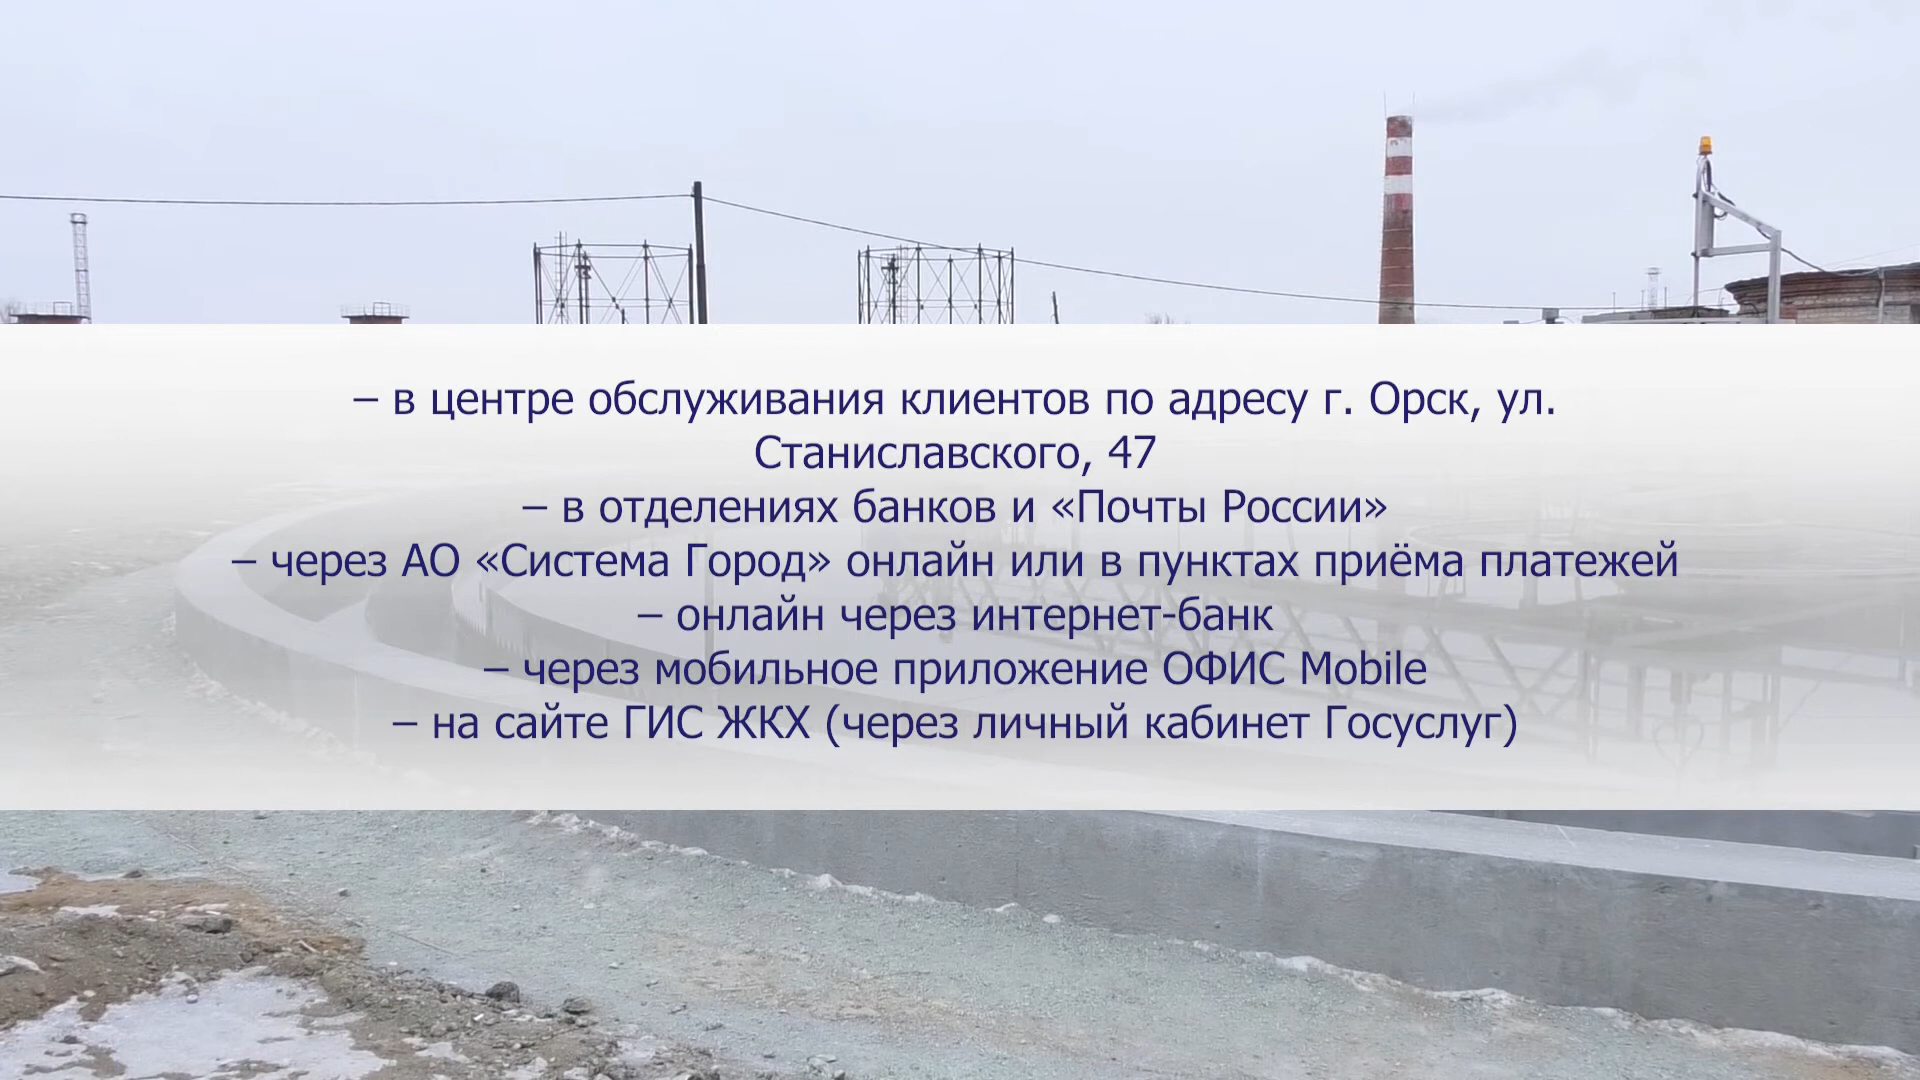 – в центре обслуживания клиентов по адресу г. Орск, ул.
Станиславского, 47
– в отделениях банков и «Почты России»
– через АО «Система Город» онлайн или в пунктах приёма платежей
– онлайн через интернет-банк
– через мобильное приложение ОФИС Mobile
– на сайте ГИС ЖКХ (через личный кабинет Госуслуг)